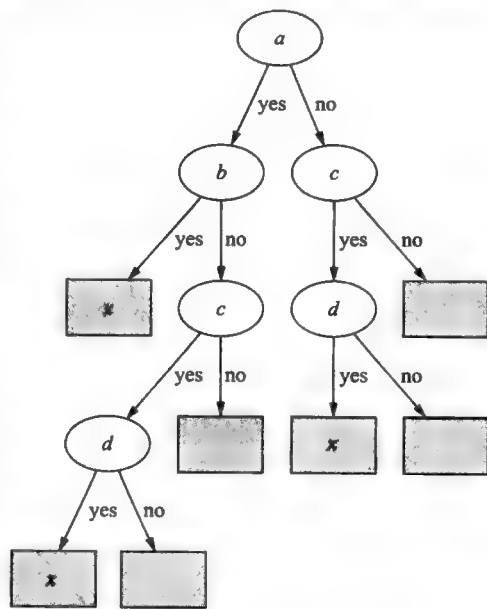 a
yes no
b c
yes no yes no
x c d
yes no yes no
d x
yes no
x